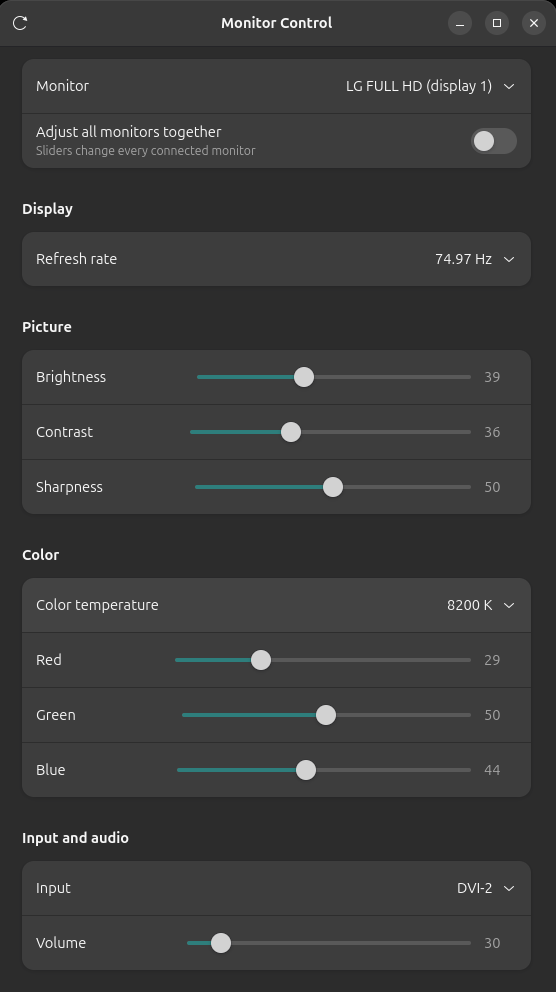 Monitor Control
Monitor LG FULL HD (display 1)
Adjust all monitors together
Sliders change every connected monitor
Display
Refresh rate 74.97 Hz
Picture
Brightness 39
Contrast 36
Sharpness 50
Color
Color temperature 8200 K
Red 29
Green 50
Blue 44
Input and audio
Input DVI-2
Volume 30